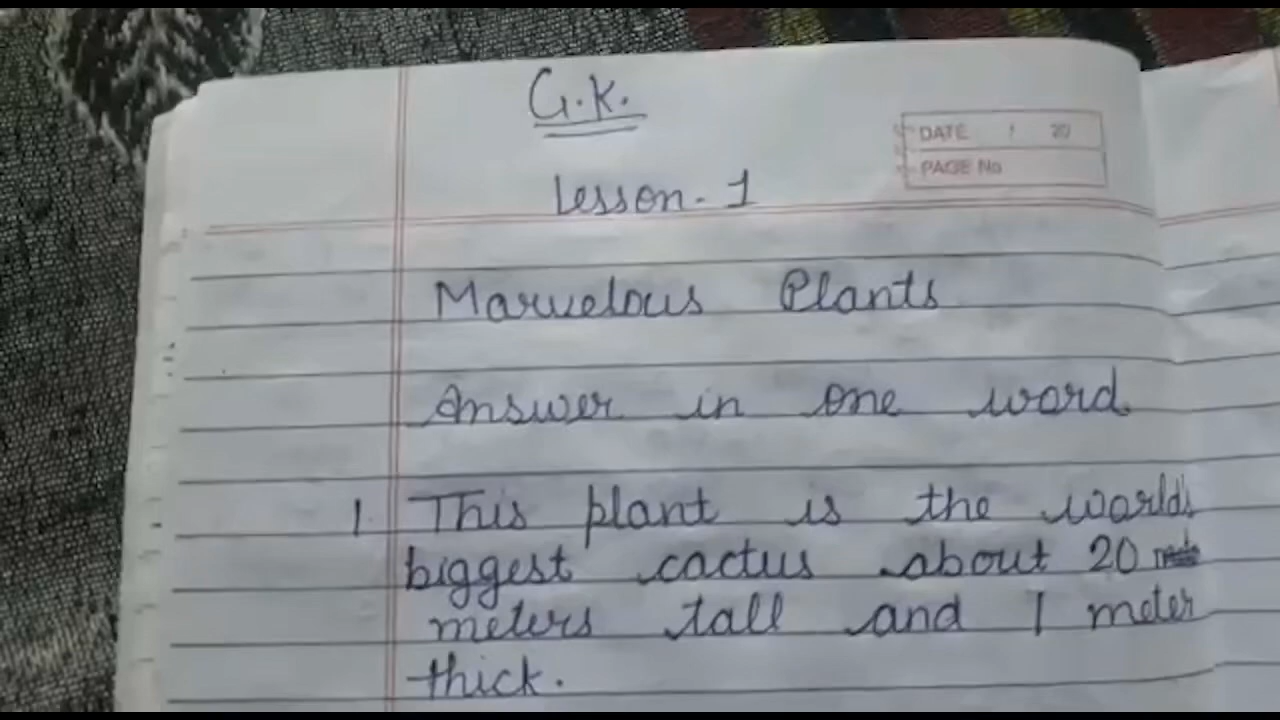 G.K.
DATE / 20
PAGE No
Lesson-1
Marvelous Plants
Answer in one word
1. This plant is the world's
biggest cactus about 20
meters tall and 1 meter
thick.